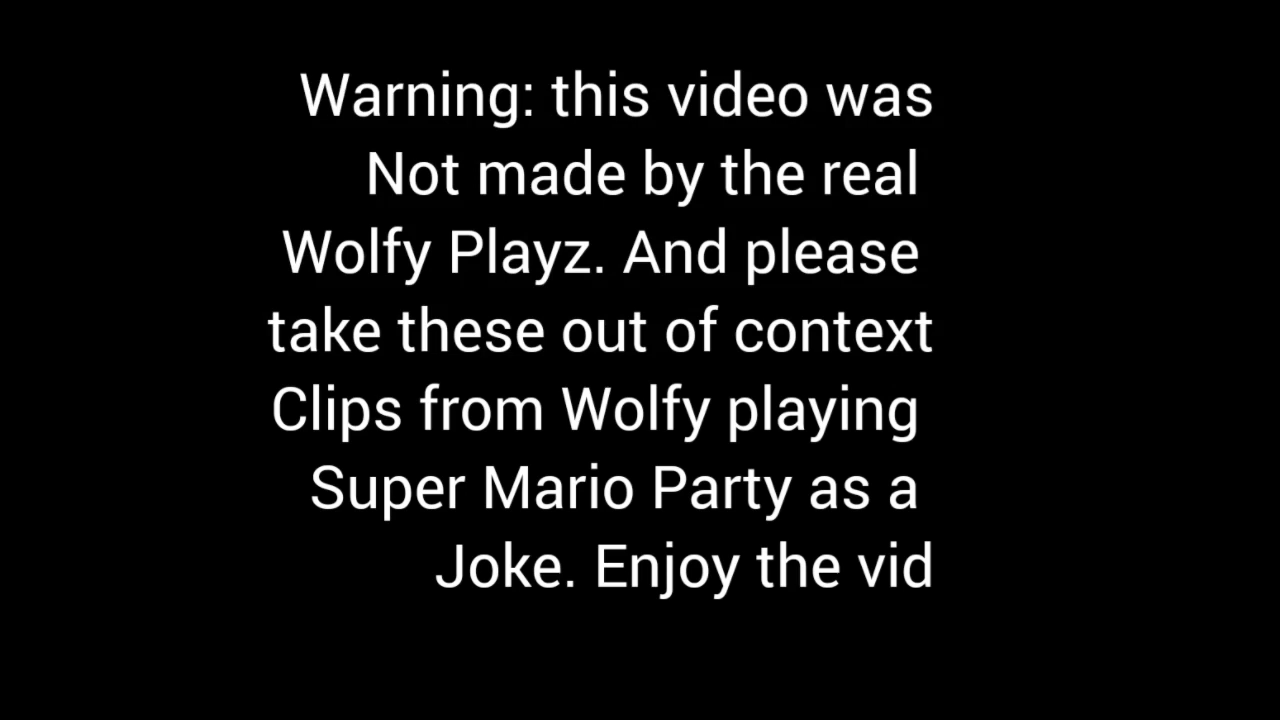 Warning: this video was
Not made by the real
Wolfy Playz. And please
take these out of context
Clips from Wolfy playing
Super Mario Party as a
Joke. Enjoy the vid